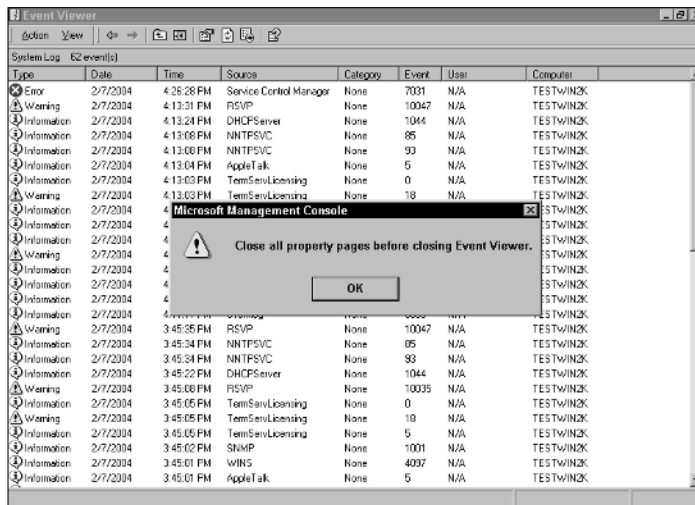 Event Viewer
Action View
System Log 62 event(s)
Type Date Time Source Category Event User Computer
Error 2/7/2004 4:26:28 PM Service Control Manager None 7031 N/A TESTWIN2K
Warning 2/7/2004 4:13:31 PM RSVP None 10047 N/A TESTWIN2K
Information 2/7/2004 4:13:24 PM DHCPServer None 1044 N/A TESTWIN2K
Information 2/7/2004 4:13:08 PM NNTPSVC None 85 N/A TESTWIN2K
Information 2/7/2004 4:13:08 PM NNTPSVC None 93 N/A TESTWIN2K
Information 2/7/2004 4:13:04 PM AppleTalk None 5 N/A TESTWIN2K
Information 2/7/2004 4:13:03 PM TermServLicensing None 0 N/A TESTWIN2K
Warning 2/7/2004 4:13:03 PM TermServLicensing None 18 N/A TESTWIN2K
Information 2/7/2004 4
Information 2/7/2004 4
Information 2/7/2004 4
Warning 2/7/2004 4
Information 2/7/2004 4
Information 2/7/2004 4
Information 2/7/2004 4
Information 2/7/2004
Microsoft Management Console
Close all property pages before closing Event Viewer.
OK
Warning 2/7/2004 3:45:35 PM RSVP None 10047 N/A TESTWIN2K
Information 2/7/2004 3:45:34 PM NNTPSVC None 85 N/A TESTWIN2K
Information 2/7/2004 3:45:34 PM NNTPSVC None 93 N/A TESTWIN2K
Information 2/7/2004 3:45:22 PM DHCPServer None 1044 N/A TESTWIN2K
Warning 2/7/2004 3:45:08 PM RSVP None 10035 N/A TESTWIN2K
Information 2/7/2004 3:45:05 PM TermServLicensing None 0 N/A TESTWIN2K
Warning 2/7/2004 3:45:05 PM TermServLicensing None 18 N/A TESTWIN2K
Information 2/7/2004 3:45:05 PM TermServLicensing None 5 N/A TESTWIN2K
Information 2/7/2004 3:45:02 PM SNMP None 1001 N/A TESTWIN2K
Information 2/7/2004 3:45:01 PM WINS None 4097 N/A TESTWIN2K
Information 2/7/2004 3:45:01 PM AppleTalk None 5 N/A TESTWIN2K